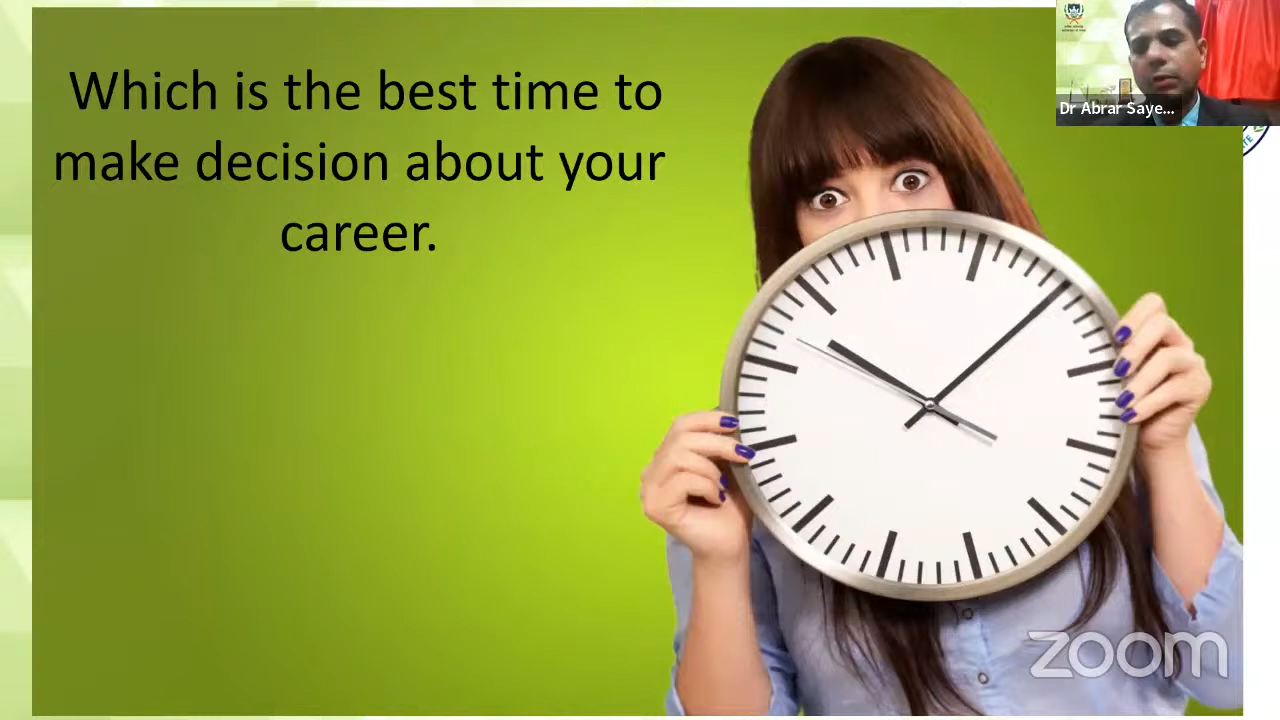 Which is the best time to
make decision about your
career.
Dr Abrar Saye...
zoom